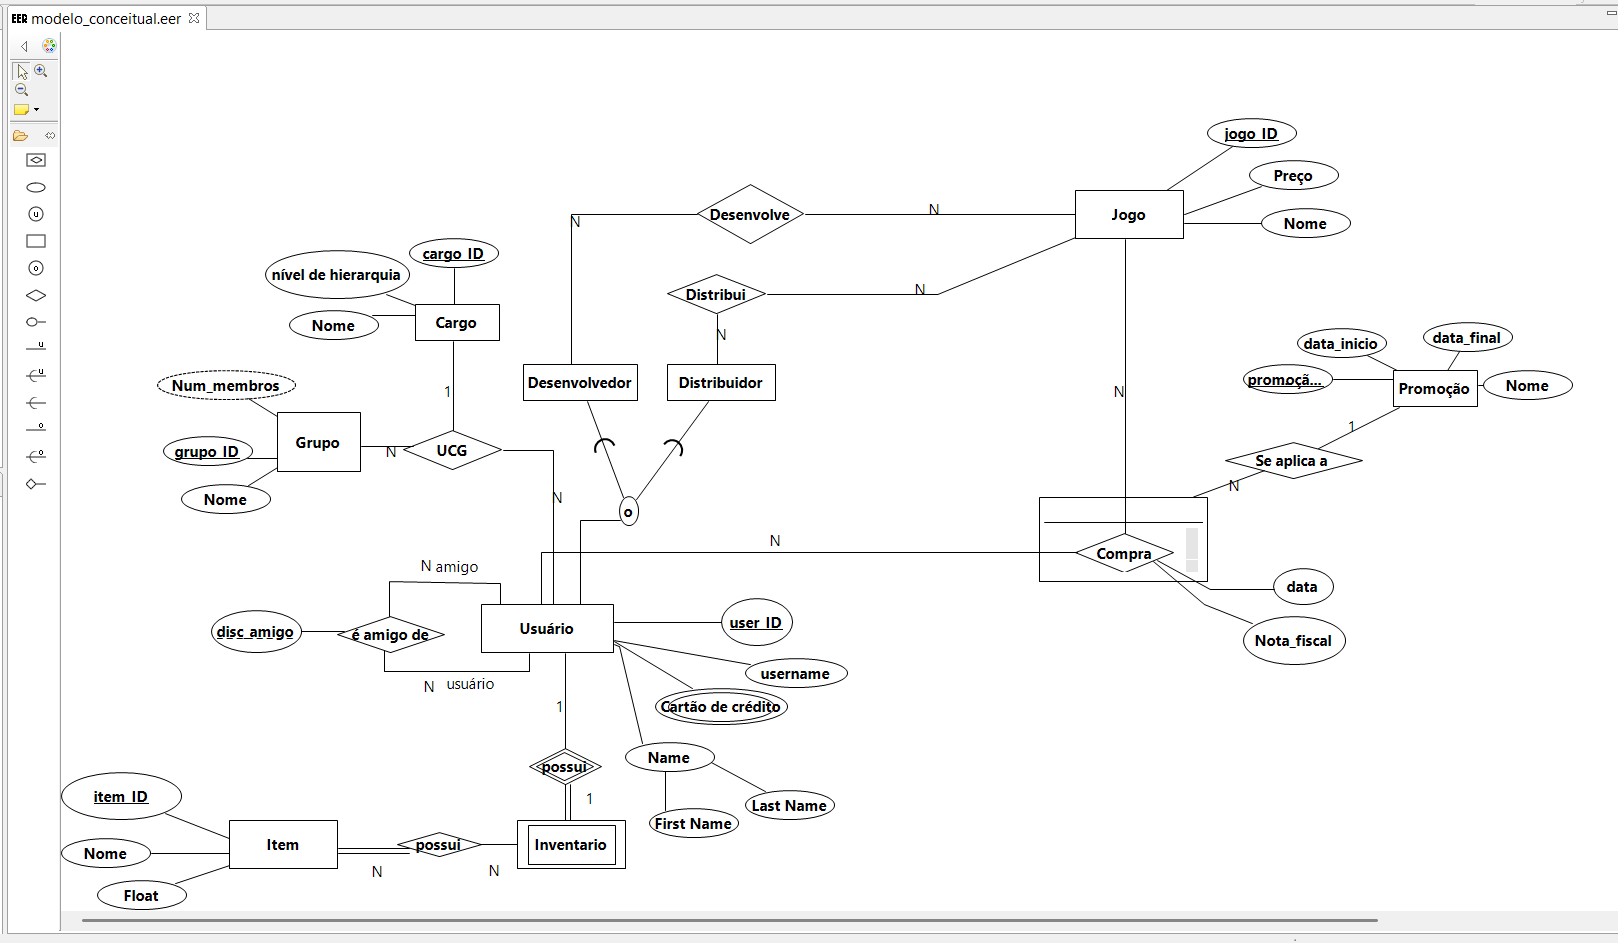 EER modelo_conceitual.eer
jogo_ID
Preço
Jogo
Nome
Desenvolve
N
N
cargo_ID
nível de hierarquia
Cargo
Nome
Distribui
N
N
data_inicio
data_final
promoçã...
Promoção
Nome
Desenvolvedor
Distribuidor
Num_membros
1
N
1
Grupo
grupo_ID
Nome
N
UCG
N
Se aplica a
N
o
N
Compra
data
Nota_fiscal
N amigo
disc_amigo
é amigo de
Usuário
user_ID
N usuário
username
Cartão de crédito
1
Name
possui
1
Last Name
First Name
item_ID
Nome
Item
possui
Inventario
N
N
Float
u
o
u
u
o
o